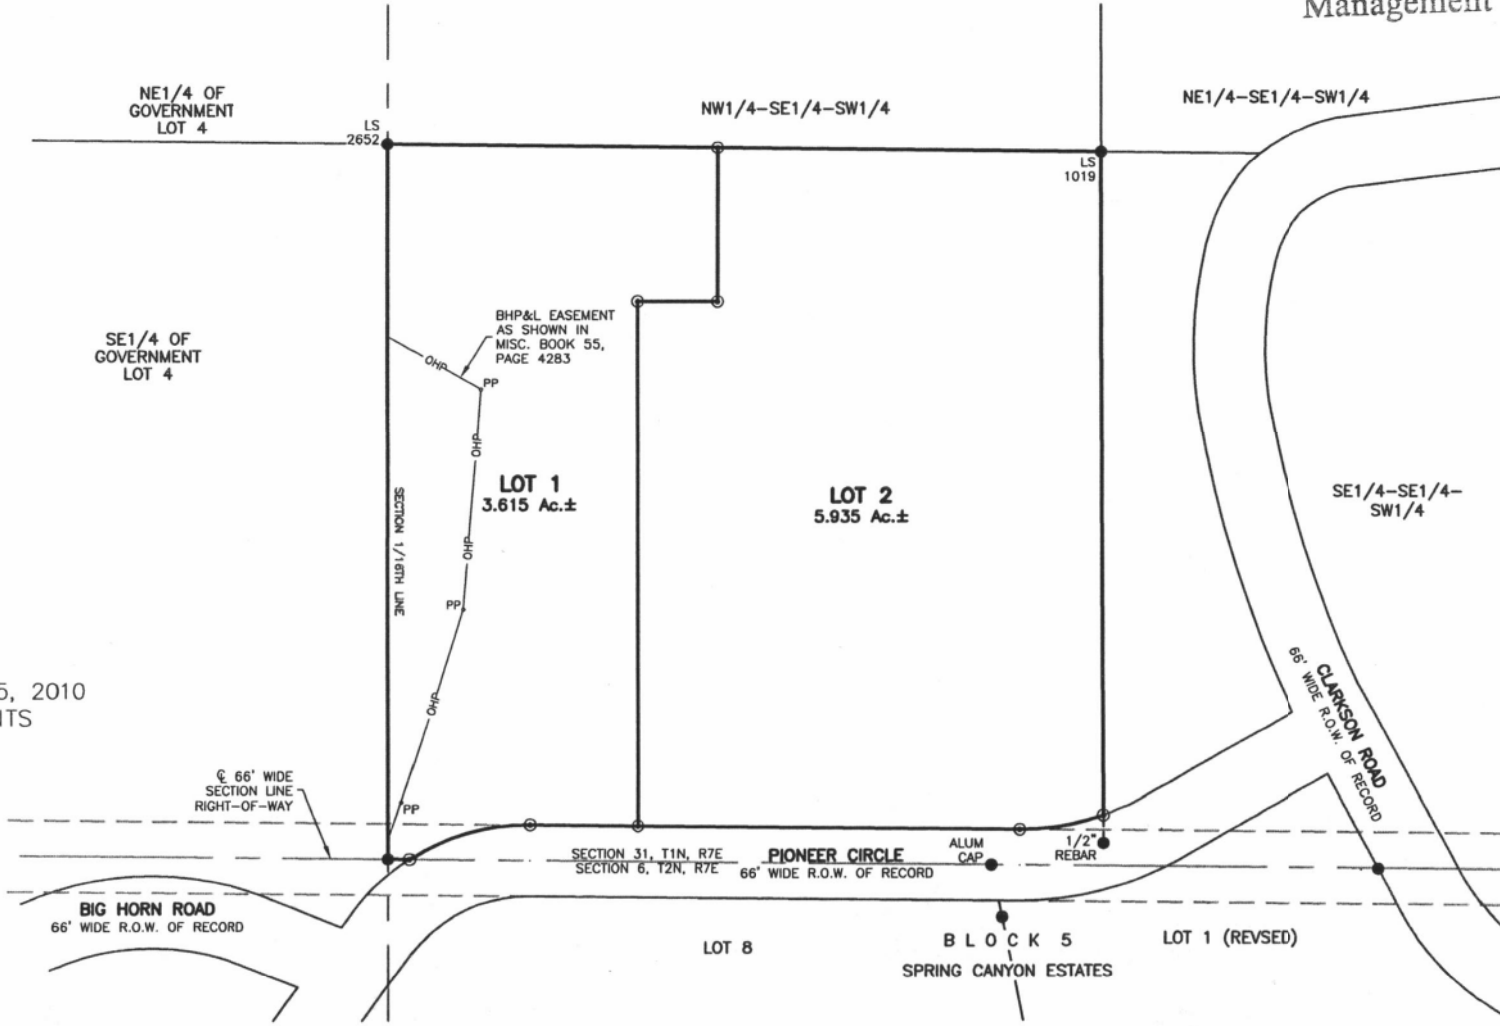 Management
NE1/4 OF
GOVERNMENT
LOT 4
LS
2652
NW1/4-SE1/4-SW1/4
NE1/4-SE1/4-SW1/4
LS
1019
SE1/4 OF
GOVERNMENT
LOT 4
BHP&L EASEMENT
AS SHOWN IN
MISC. BOOK 55,
PAGE 4283
OHP
PP
OHP
LOT 1
3.615 Ac.±
LOT 2
5.935 Ac.±
SE1/4-SE1/4-
SW1/4
SECTION 1/16TH LINE
OHP
PP
OHP
5, 2010
ITS
CLARKSON ROAD
66' WIDE R.O.W. OF RECORD
℄ 66' WIDE
SECTION LINE
RIGHT-OF-WAY
PP
SECTION 31, T1N, R7E
SECTION 6, T2N, R7E
PIONEER CIRCLE
66' WIDE R.O.W. OF RECORD
ALUM
CAP
1/2"
REBAR
BIG HORN ROAD
66' WIDE R.O.W. OF RECORD
LOT 8
BLOCK 5
SPRING CANYON ESTATES
LOT 1 (REVSED)